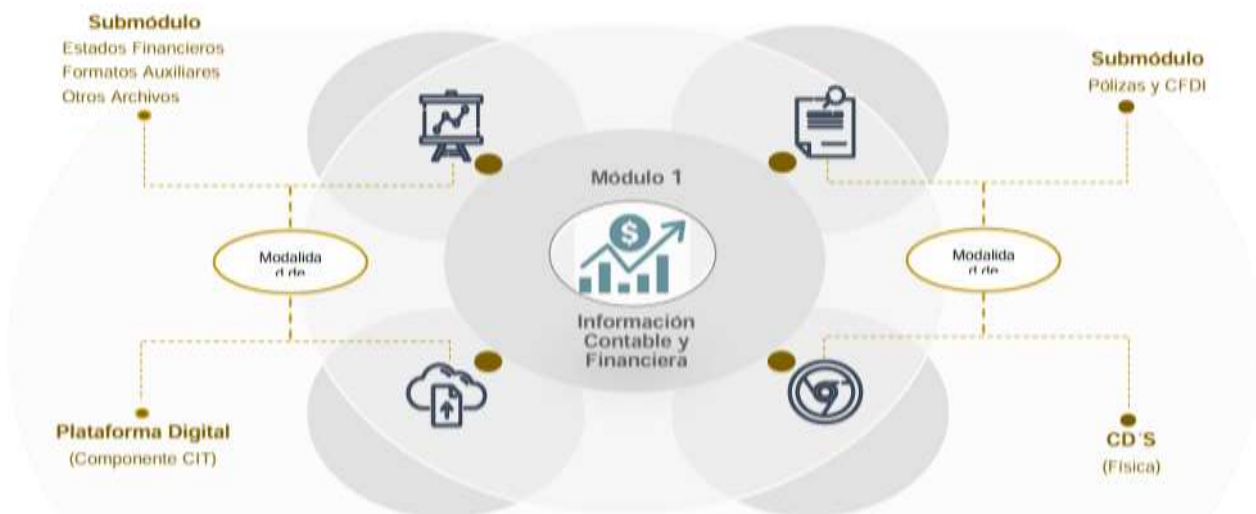 Submódulo
Estados Financieros
Formatos Auxiliares
Otros Archivos
Submódulo
Pólizas y CFDI
Módulo 1
$
Modalida
d de
Modalida
d de
Información
Contable y
Financiera
Plataforma Digital
(Componente CIT)
CD´S
(Física)